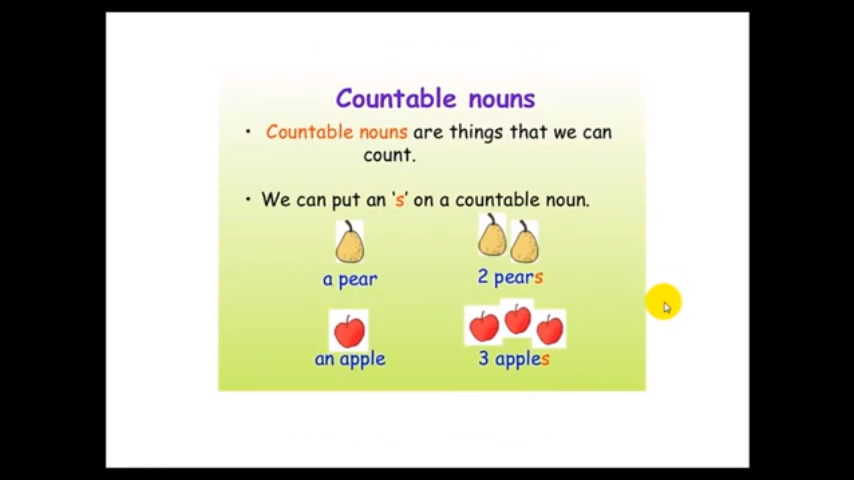 Countable nouns
• Countable nouns are things that we can
count.
• We can put an 's' on a countable noun.
a pear
2 pears
an apple
3 apples